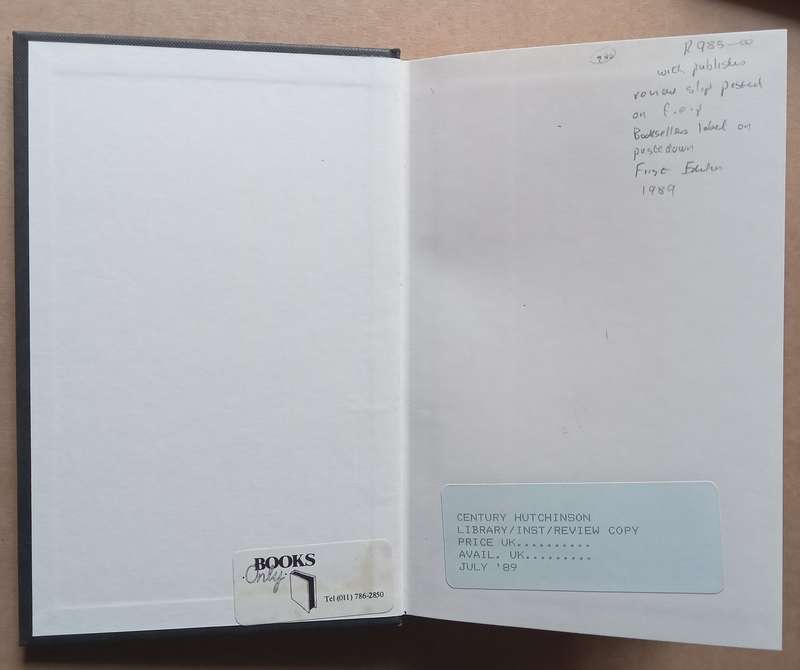 R985-00
with publishers
review slip pasted
on f.e.p
Booksellers label on
pastedown
First Edition
1989
BOOKS
Only
Tel (011) 786-2850
CENTURY HUTCHINSON
LIBRARY/INST/REVIEW COPY
PRICE UK..........
AVAIL. UK.........
JULY '89